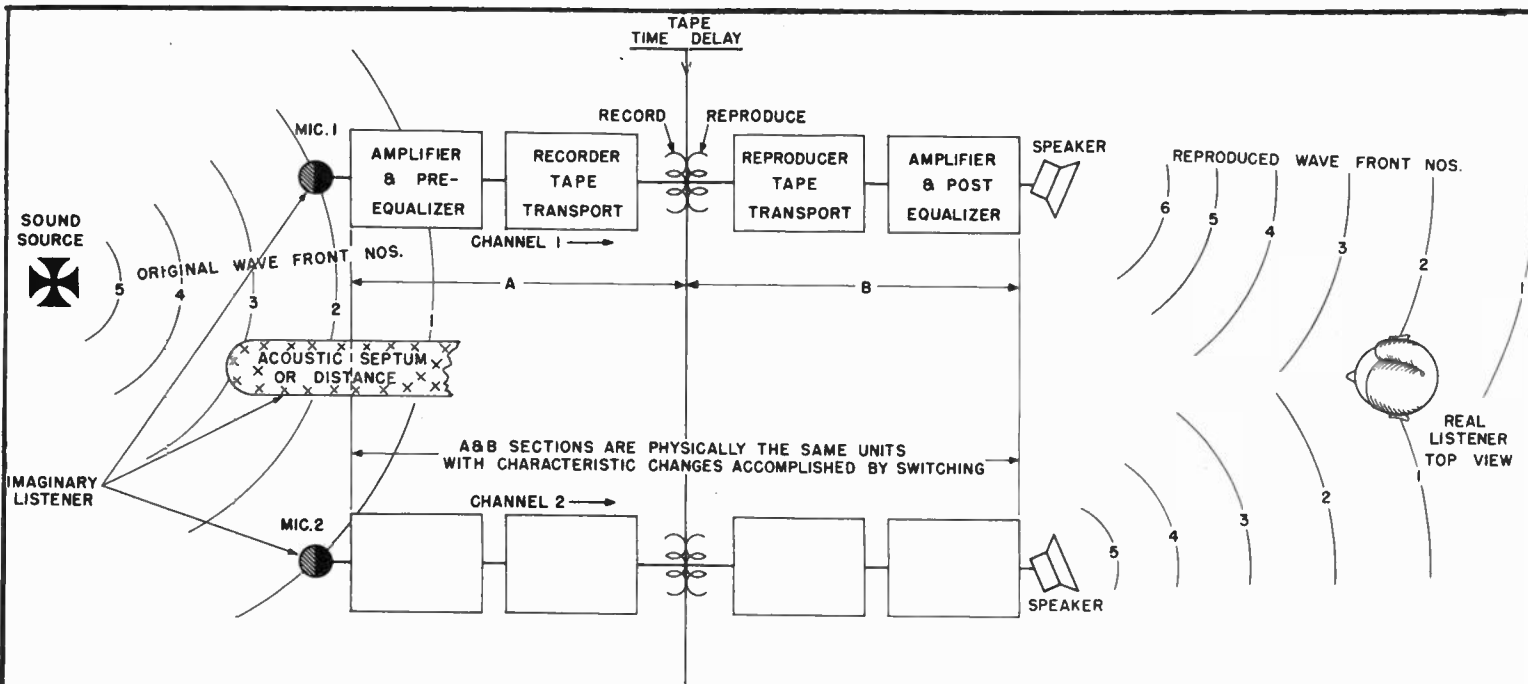 TAPE
TIME DELAY
RECORD
REPRODUCE
MIC.1
AMPLIFIER
& PRE-
EQUALIZER
RECORDER
TAPE
TRANSPORT
REPRODUCER
TAPE
TRANSPORT
AMPLIFIER
& POST
EQUALIZER
SPEAKER
REPRODUCED WAVE FRONT NOS.
6
5
4
3
2
1
SOUND
SOURCE
ORIGINAL WAVE FRONT NOS.
5
4
3
2
1
CHANNEL 1
A
B
ACOUSTIC SEPTUM
OR DISTANCE
REAL
LISTENER
TOP VIEW
A&B SECTIONS ARE PHYSICALLY THE SAME UNITS
WITH CHARACTERISTIC CHANGES ACCOMPLISHED BY SWITCHING
IMAGINARY
LISTENER
CHANNEL 2
MIC.2
SPEAKER
5
4
3
2
1